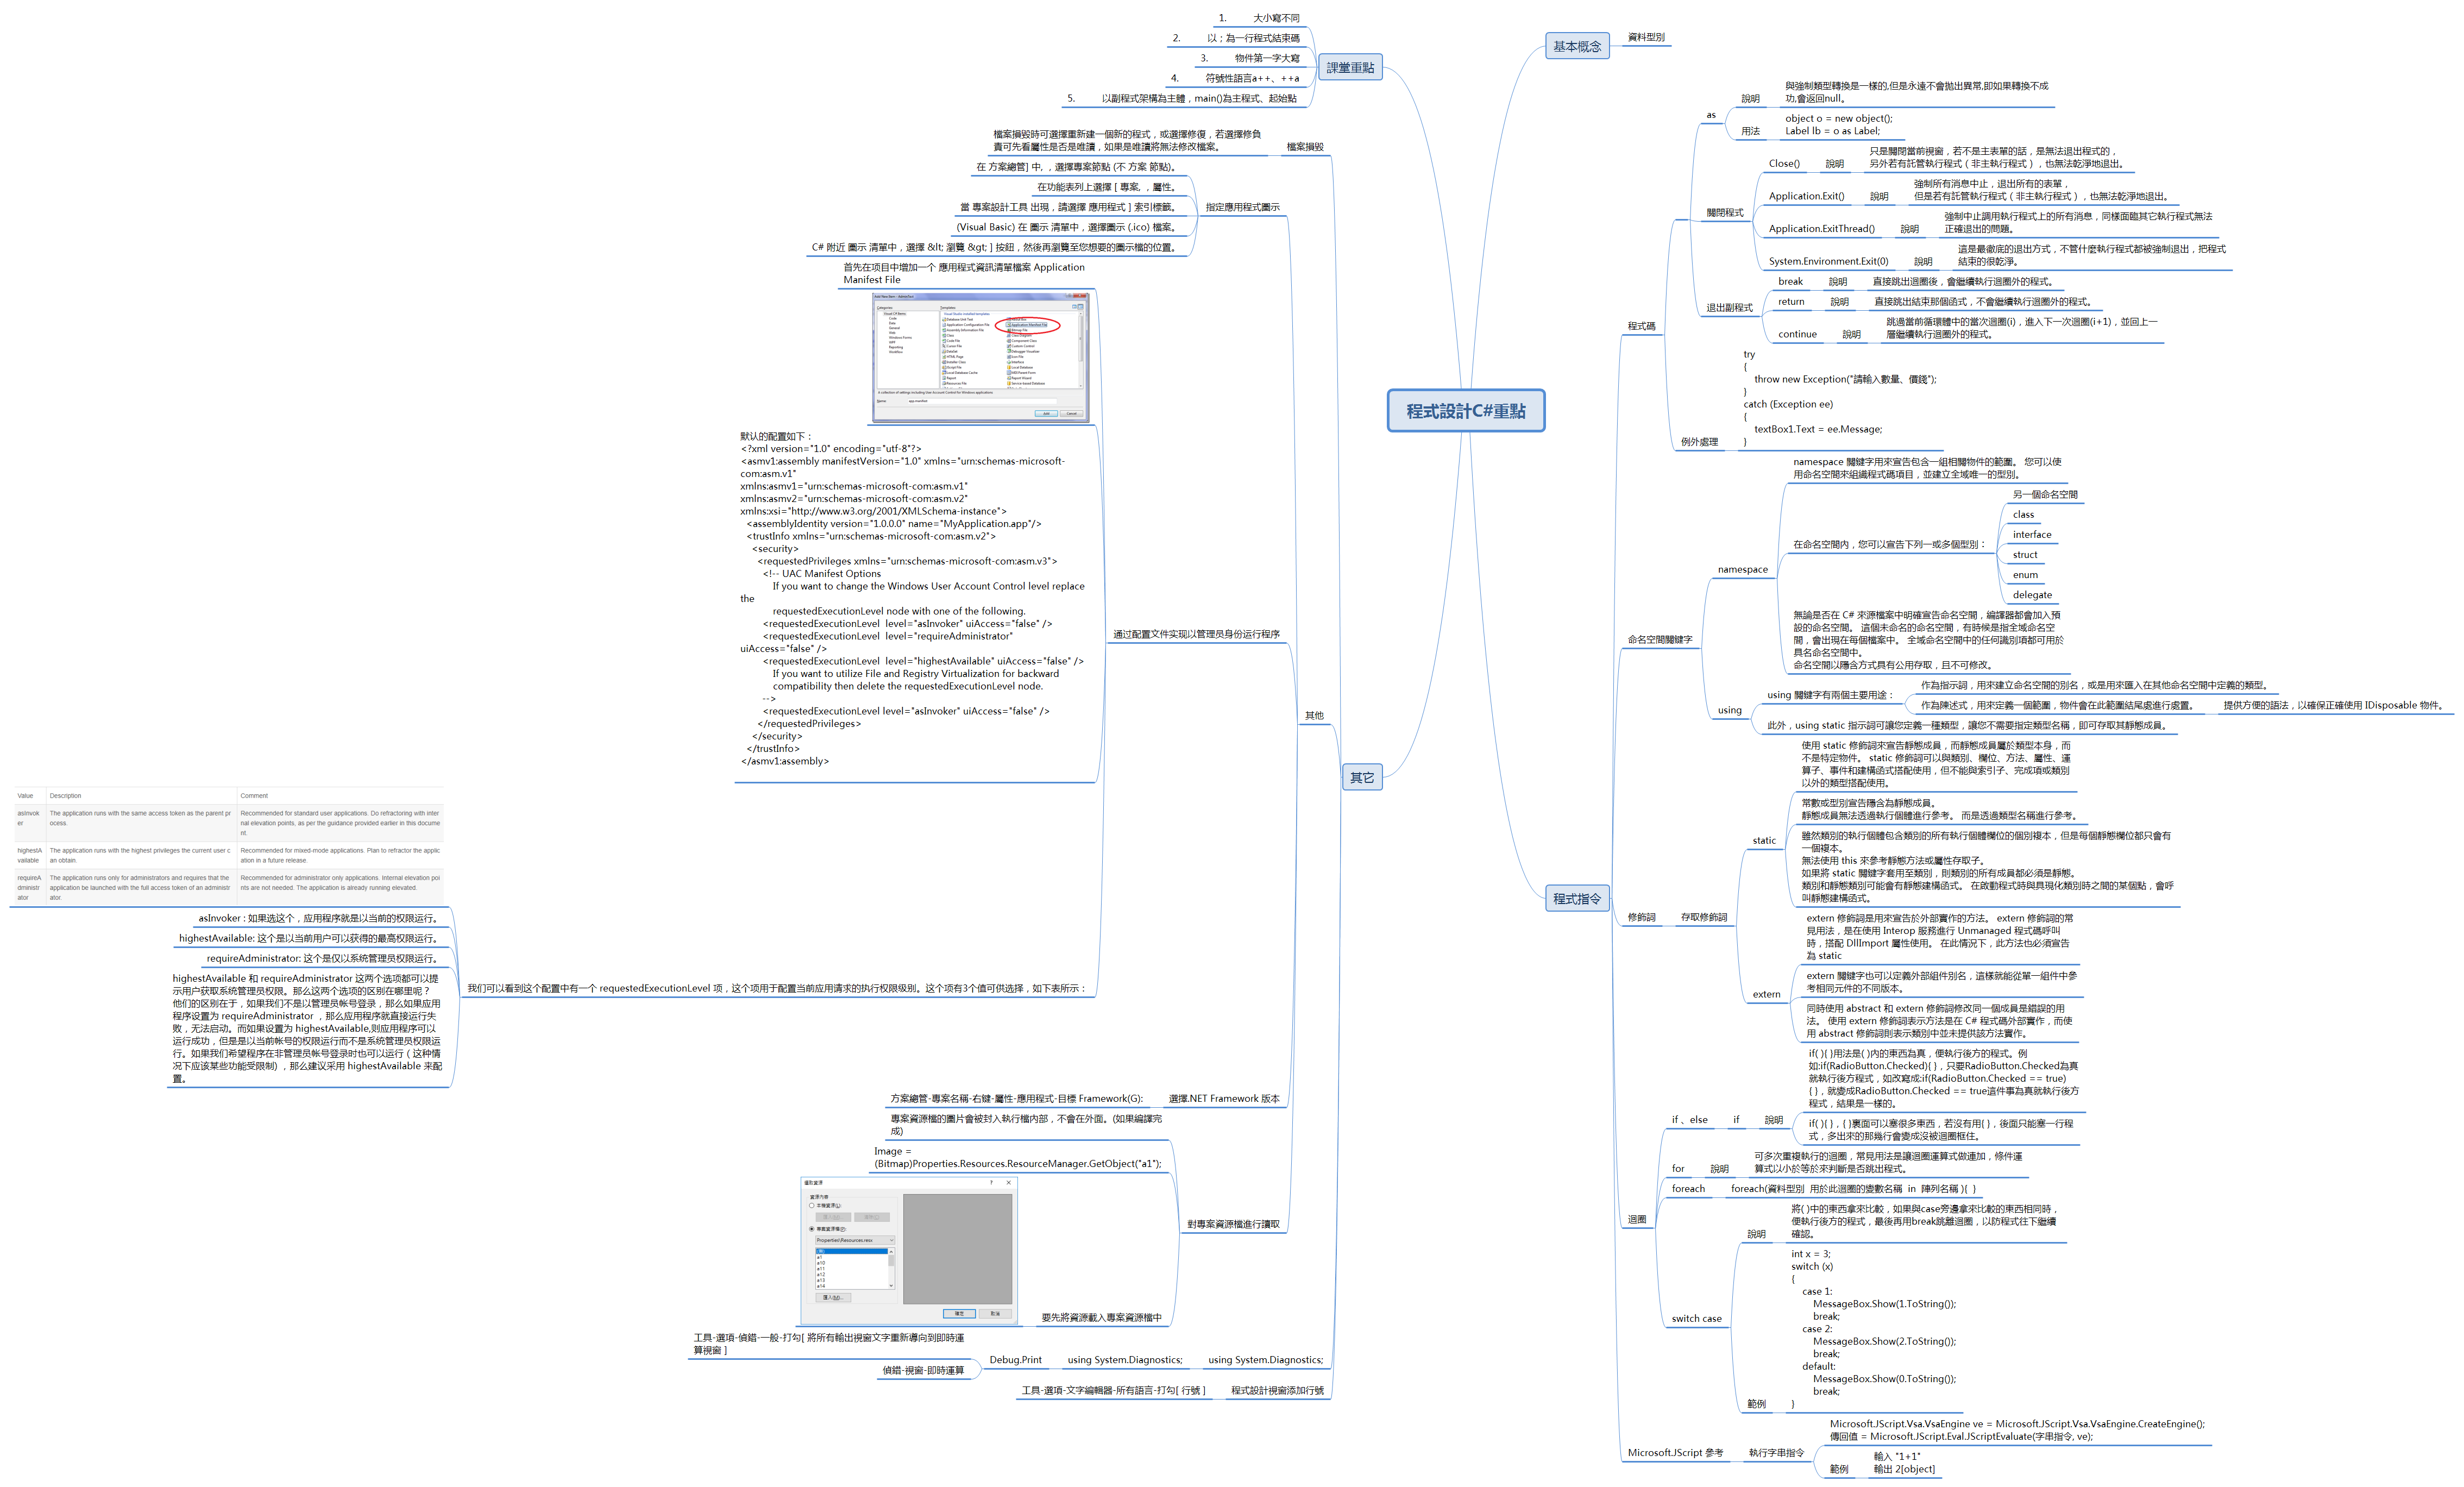 程式設計C#重點
基本概念
資料型別
程式指令
程式碼
as
說明
與強制類型轉換是一樣的,但是永遠不會拋出異常,即如果轉換不成
功,會返回null。
用法
object o = new object();
Label lb = o as Label;
關閉程式
Close()
說明
只是關閉當前視窗，若不是主表單的話，是無法退出程式的，
另外若有託管執行程式（非主執行程式），也無法乾淨地退出。
Application.Exit()
說明
強制所有消息中止，退出所有的表單，
但是若有託管執行程式（非主執行程式），也無法乾淨地退出。
Application.ExitThread()
說明
強制中止調用執行程式上的所有消息，同樣面臨其它執行程式無法
正確退出的問題。
System.Environment.Exit(0)
說明
這是最徹底的退出方式，不管什麼執行程式都被強制退出，把程式
結束的很乾淨。
退出副程式
break
說明
直接跳出迴圈後，會繼續執行迴圈外的程式。
return
說明
直接跳出結束那個函式，不會繼續執行迴圈外的程式。
continue
說明
跳過當前循環體中的當次迴圈(i)，進入下一次迴圈(i+1)，並回上一
層繼續執行迴圈外的程式。
例外處理
try
{
throw new Exception("請輸入數量、價錢");
}
catch (Exception ee)
{
textBox1.Text = ee.Message;
}
命名空間關鍵字
namespace
namespace 關鍵字用來宣告包含一組相關物件的範圍。 您可以使
用命名空間來組織程式碼項目，並建立全域唯一的型別。
在命名空間內，您可以宣告下列一或多個型別：
另一個命名空間
class
interface
struct
enum
delegate
無論是否在 C# 來源檔案中明確宣告命名空間，編譯器都會加入預
設的命名空間。 這個未命名的命名空間，有時候是指全域命名空
間，會出現在每個檔案中。 全域命名空間中的任何識別項都可用於
具名命名空間中。
命名空間以隱含方式具有公用存取，且不可修改。
using
using 關鍵字有兩個主要用途：
作為指示詞，用來建立命名空間的別名，或是用來匯入在其他命名空間中定義的類型。
作為陳述式，用來定義一個範圍，物件會在此範圍結尾處進行處置。
提供方便的語法，以確保正確使用 IDisposable 物件。
此外，using static 指示詞可讓您定義一種類型，讓您不需要指定類型名稱，即可存取其靜態成員。
修飾詞
存取修飾詞
static
使用 static 修飾詞來宣告靜態成員，而靜態成員屬於類型本身，而
不是特定物件。 static 修飾詞可以與類別、欄位、方法、屬性、運
算子、事件和建構函式搭配使用，但不能與索引子、完成項或類別
以外的類型搭配使用。
常數或型別宣告隱含為靜態成員。
靜態成員無法透過執行個體進行參考。 而是透過類型名稱進行參考。
雖然類別的執行個體包含類別的所有執行個體欄位的個別複本，但是每個靜態欄位都只會有
一個複本。
無法使用 this 來參考靜態方法或屬性存取子。
如果將 static 關鍵字套用至類別，則類別的所有成員都必須是靜態。
類別和靜態類別可能會有靜態建構函式。 在啟動程式時與具現化類別時之間的某個點，會呼
叫靜態建構函式。
extern
extern 修飾詞是用來宣告於外部實作的方法。 extern 修飾詞的常
見用法，是在使用 Interop 服務進行 Unmanaged 程式碼呼叫
時，搭配 DllImport 屬性使用。 在此情況下，此方法也必須宣告
為 static
extern 關鍵字也可以定義外部組件別名，這樣就能從單一組件中參
考相同元件的不同版本。
同時使用 abstract 和 extern 修飾詞修改同一個成員是錯誤的用
法。 使用 extern 修飾詞表示方法是在 C# 程式碼外部實作，而使
用 abstract 修飾詞則表示類別中並未提供該方法實作。
迴圈
if 、else
if
說明
if( ){ }用法是( )內的東西為真，便執行後方的程式。例
如:if(RadioButton.Checked){ }，只要RadioButton.Checked為真
就執行後方程式，如改寫成:if(RadioButton.Checked == true)
{ }，就變成RadioButton.Checked == true這件事為真就執行後方
程式，結果是一樣的。
if( ){ }，{ }裏面可以塞很多東西，若沒有用{ }，後面只能塞一行程
式，多出來的那幾行會變成沒被迴圈框住。
for
說明
可多次重複執行的迴圈，常見用法是讓迴圈運算式做連加，條件運
算式以小於等於來判斷是否跳出程式。
foreach
foreach(資料型別 用於此迴圈的變數名稱 in 陣列名稱 ){ }
switch case
說明
將( )中的東西拿來比較，如果與case旁邊拿來比較的東西相同時，
便執行後方的程式，最後再用break跳離迴圈，以防程式往下繼續
確認。
範例
int x = 3;
switch (x)
{
case 1:
MessageBox.Show(1.ToString());
break;
case 2:
MessageBox.Show(2.ToString());
break;
default:
MessageBox.Show(0.ToString());
break;
}
Microsoft.JScript 參考
執行字串指令
Microsoft.JScript.Vsa.VsaEngine ve = Microsoft.JScript.Vsa.VsaEngine.CreateEngine();
傳回值 = Microsoft.JScript.Eval.JScriptEvaluate(字串指令, ve);
範例
輸入 "1+1"
輸出 2[object]
課堂重點
1. 大小寫不同
2. 以；為一行程式結束碼
3. 物件第一字大寫
4. 符號性語言a++、++a
5. 以副程式架構為主體，main()為主程式、起始點
其它
其他
檔案損毀
檔案損毀時可選擇重新建一個新的程式，或選擇修復，若選擇修負
責可先看屬性是否是唯讀，如果是唯讀將無法修改檔案。
指定應用程式圖示
在 方案總管] 中, ，選擇專案節點 (不 方案 節點)。
在功能表列上選擇 [ 專案, ，屬性。
當 專案設計工具 出現，請選擇 應用程式 ] 索引標籤。
(Visual Basic) 在 圖示 清單中，選擇圖示 (.ico) 檔案。
C# 附近 圖示 清單中，選擇 &lt; 瀏覽 &gt; ] 按鈕，然後再瀏覽至您想要的圖示檔的位置。
通过配置文件实现以管理员身份运行程序
首先在项目中增加一个 應用程式資訊清單檔案 Application
Manifest File
Categories:
Templates:
Visual C# Items
Code
Data
General
Web
Windows Forms
WPF
Reporting
Workflow
Visual Studio installed templates
Application Manifest File
A collection of settings including User Account Control for Windows applications
Name:
app.manifest
Add
Cancel
默认的配置如下：
<?xml version="1.0" encoding="utf-8"?>
<asmv1:assembly manifestVersion="1.0" xmlns="urn:schemas-microsoft-
com:asm.v1"
xmlns:asmv1="urn:schemas-microsoft-com:asm.v1"
xmlns:asmv2="urn:schemas-microsoft-com:asm.v2"
xmlns:xsi="http://www.w3.org/2001/XMLSchema-instance">
<assemblyIdentity version="1.0.0.0" name="MyApplication.app"/>
<trustInfo xmlns="urn:schemas-microsoft-com:asm.v2">
<security>
<requestedPrivileges xmlns="urn:schemas-microsoft-com:asm.v3">
<!-- UAC Manifest Options
If you want to change the Windows User Account Control level replace
the
requestedExecutionLevel node with one of the following.
<requestedExecutionLevel level="asInvoker" uiAccess="false" />
<requestedExecutionLevel level="requireAdministrator"
uiAccess="false" />
<requestedExecutionLevel level="highestAvailable" uiAccess="false" />
If you want to utilize File and Registry Virtualization for backward
compatibility then delete the requestedExecutionLevel node.
-->
<requestedExecutionLevel level="asInvoker" uiAccess="false" />
</requestedPrivileges>
</security>
</trustInfo>
</asmv1:assembly>
我们可以看到这个配置中有一个 requestedExecutionLevel 项，这个项用于配置当前应用请求的执行权限级别。这个项有3个值可供选择，如下表所示：
Value Description Comment
asInvok
er
The application runs with the same access token as the parent pr
ocess.
Recommended for standard user applications. Do refractoring with inter
nal elevation points, as per the guidance provided earlier in this docume
nt.
highestA
vailable
The application runs with the highest privileges the current user c
an obtain.
Recommended for mixed-mode applications. Plan to refractor the applic
ation in a future release.
requireA
dministr
ator
The application runs only for administrators and requires that the
application be launched with the full access token of an administr
ator.
Recommended for administrator only applications. Internal elevation poi
nts are not needed. The application is already running elevated.
asInvoker : 如果选这个，应用程序就是以当前的权限运行。
highestAvailable: 这个是以当前用户可以获得的最高权限运行。
requireAdministrator: 这个是仅以系统管理员权限运行。
highestAvailable 和 requireAdministrator 这两个选项都可以提
示用户获取系统管理员权限。那么这两个选项的区别在哪里呢？
他们的区别在于，如果我们不是以管理员帐号登录，那么如果应用
程序设置为 requireAdministrator ，那么应用程序就直接运行失
败，无法启动。而如果设置为 highestAvailable,则应用程序可以
运行成功，但是是以当前帐号的权限运行而不是系统管理员权限运
行。如果我们希望程序在非管理员帐号登录时也可以运行（这种情
况下应该某些功能受限制），那么建议采用 highestAvailable 来配
置。
選擇.NET Framework 版本
方案總管-專案名稱-右鍵-屬性-應用程式-目標 Framework(G):
對專案資源檔進行讀取
專案資源檔的圖片會被封入執行檔內部，不會在外面。(如果編譯完
成)
Image =
(Bitmap)Properties.Resources.ResourceManager.GetObject("a1");
要先將資源載入專案資源檔中
選取資源
資源內容
本機資源(L):
專案資源檔(P):
Properties\Resources.resx
(無)
a1
a10
a11
a12
a13
a14
匯入(M)...
確定
取消
using System.Diagnostics;
using System.Diagnostics;
Debug.Print
工具-選項-偵錯-一般-打勾[ 將所有輸出視窗文字重新導向到即時運
算視窗 ]
偵錯-視窗-即時運算
程式設計視窗添加行號
工具-選項-文字編輯器-所有語言-打勾[ 行號 ]